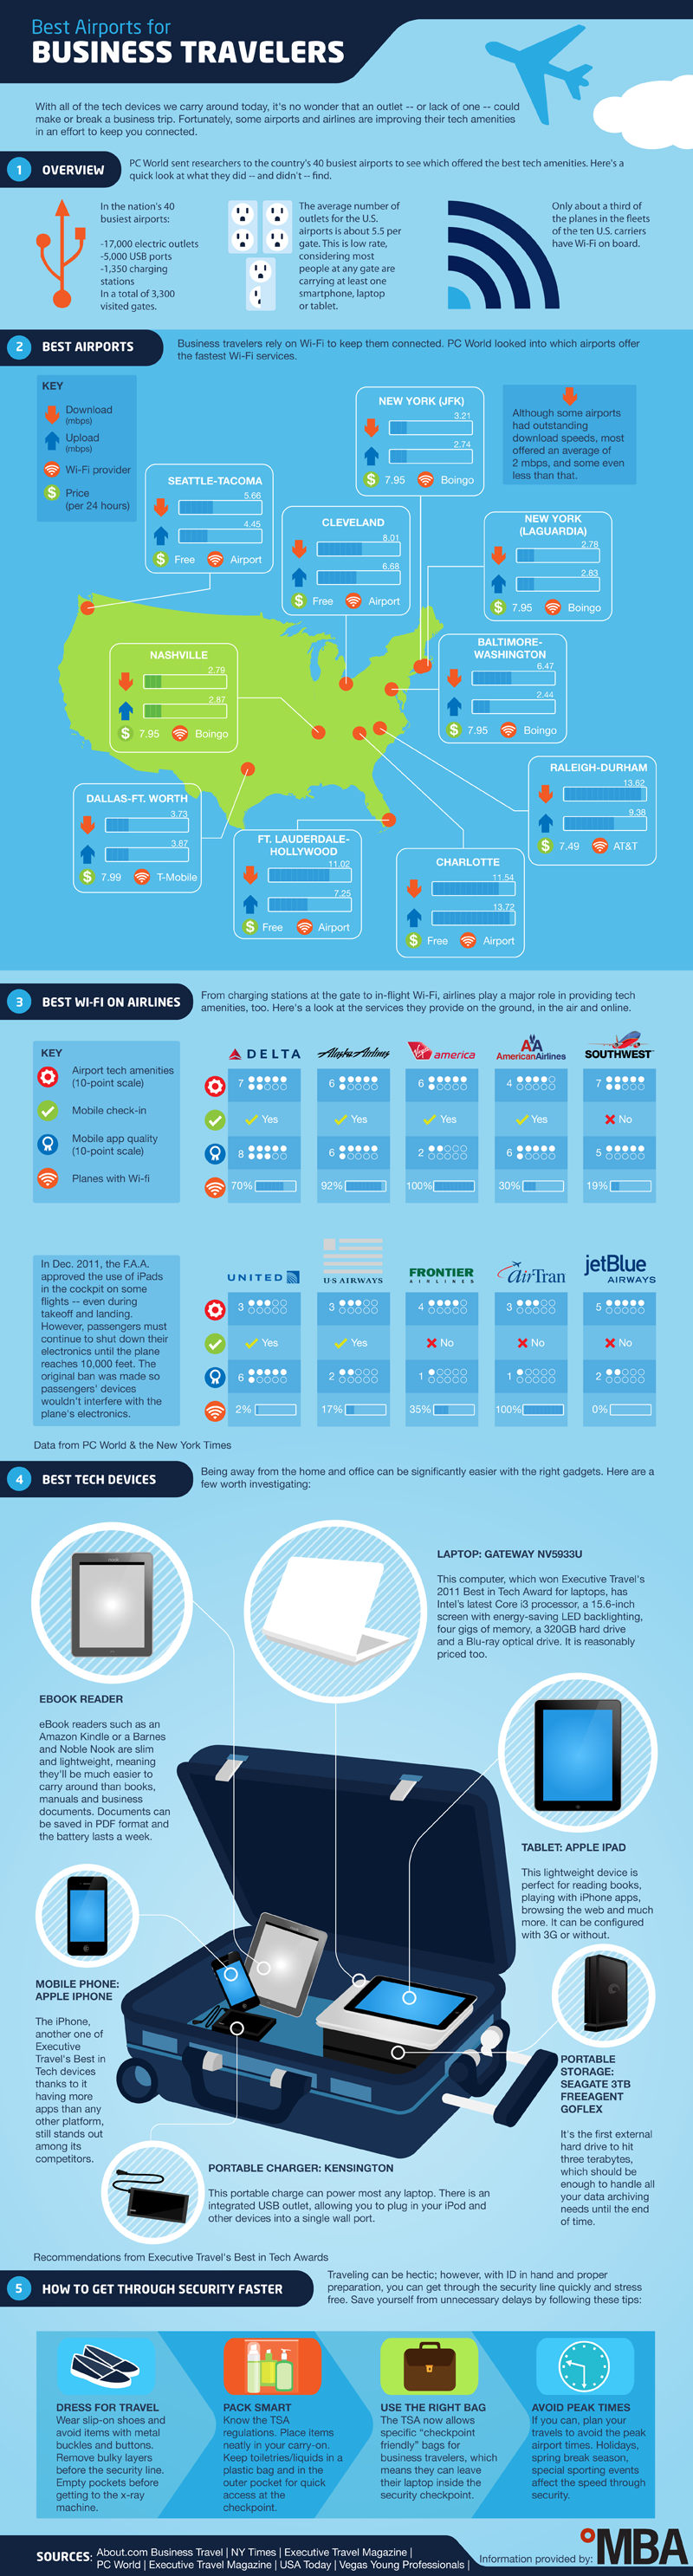 Best Airports for
BUSINESS TRAVELERS
With all of the tech devices we carry around today, it's no wonder that an outlet -- or lack of one -- could
make or break a business trip. Fortunately, some airports and airlines are improving their tech amenities
in an effort to keep you connected.
1 OVERVIEW
PC World sent researchers to the country's 40 busiest airports to see which offered the best tech amenities. Here's a
quick look at what they did -- and didn't -- find.
In the nation's 40
busiest airports:
-17,000 electric outlets
-5,000 USB ports
-1,350 charging
stations
In a total of 3,300
visited gates.
The average number of
outlets for the U.S.
airports is about 5.5 per
gate. This is low rate,
considering most
people at any gate are
carrying at least one
smartphone, laptop
or tablet.
Only about a third of
the planes in the fleets
of the ten U.S. carriers
have Wi-Fi on board.
2 BEST AIRPORTS
Business travelers rely on Wi-Fi to keep them connected. PC World looked into which airports offer
the fastest Wi-Fi services.
KEY
Download
(mbps)
Upload
(mbps)
Wi-Fi provider
$ Price
(per 24 hours)
NEW YORK (JFK)
3.21
2.74
$ 7.95 Boingo
Although some airports
had outstanding
download speeds, most
offered an average of
2 mbps, and some even
less than that.
SEATTLE-TACOMA
5.66
4.45
$ Free Airport
CLEVELAND
8.01
6.68
$ Free Airport
NEW YORK
(LAGUARDIA)
2.78
2.83
$ 7.95 Boingo
NASHVILLE
2.79
2.87
$ 7.95 Boingo
BALTIMORE-
WASHINGTON
6.47
2.44
$ 7.95 Boingo
RALEIGH-DURHAM
13.62
9.38
$ 7.49 AT&T
DALLAS-FT. WORTH
3.73
3.87
$ 7.99 T-Mobile
FT. LAUDERDALE-
HOLLYWOOD
11.02
7.25
$ Free Airport
CHARLOTTE
11.54
13.72
$ Free Airport
3 BEST WI-FI ON AIRLINES
From charging stations at the gate to in-flight Wi-Fi, airlines play a major role in providing tech
amenities, too. Here's a look at the services they provide on the ground, in the air and online.
KEY
Airport tech amenities
(10-point scale)
Mobile check-in
Mobile app quality
(10-point scale)
Planes with Wi-fi
DELTA Alaska Airlines Virgin america AA AmericanAirlines SOUTHWEST
7 6 6 4 7
Yes Yes Yes Yes No
8 6 2 6 5
70% 92% 100% 30% 19%
In Dec. 2011, the F.A.A.
approved the use of iPads
in the cockpit on some
flights -- even during
takeoff and landing.
However, passengers must
continue to shut down their
electronics until the plane
reaches 10,000 feet. The
original ban was made so
passengers' devices
wouldn't interfere with the
plane's electronics.
UNITED U·S AIRWAYS FRONTIER AIRLINES airTran jetBlue AIRWAYS
3 3 4 3 5
Yes Yes No No No
6 2 1 1 2
2% 17% 35% 100% 0%
Data from PC World & the New York Times
4 BEST TECH DEVICES
Being away from the home and office can be significantly easier with the right gadgets. Here are a
few worth investigating:
LAPTOP: GATEWAY NV5933U
This computer, which won Executive Travel's
2011 Best in Tech Award for laptops, has
Intel's latest Core i3 processor, a 15.6-inch
screen with energy-saving LED backlighting,
four gigs of memory, a 320GB hard drive
and a Blu-ray optical drive. It is reasonably
priced too.
EBOOK READER
eBook readers such as an
Amazon Kindle or a Barnes
and Noble Nook are slim
and lightweight, meaning
they'll be much easier to
carry around than books,
manuals and business
documents. Documents can
be saved in PDF format and
the battery lasts a week.
TABLET: APPLE IPAD
This lightweight device is
perfect for reading books,
playing with iPhone apps,
browsing the web and much
more. It can be configured
with 3G or without.
MOBILE PHONE:
APPLE IPHONE
The iPhone,
another one of
Executive
Travel's Best in
Tech devices
thanks to it
having more
apps than any
other platform,
still stands out
among its
competitors.
PORTABLE
STORAGE:
SEAGATE 3TB
FREEAGENT
GOFLEX
It's the first external
hard drive to hit
three terabytes,
which should be
enough to handle all
your data archiving
needs until the end
of time.
PORTABLE CHARGER: KENSINGTON
This portable charge can power most any laptop. There is an
integrated USB outlet, allowing you to plug in your iPod and
other devices into a single wall port.
Recommendations from Executive Travel's Best in Tech Awards
5 HOW TO GET THROUGH SECURITY FASTER
Traveling can be hectic; however, with ID in hand and proper
preparation, you can get through the security line quickly and stress
free. Save yourself from unnecessary delays by following these tips:
DRESS FOR TRAVEL
Wear slip-on shoes and
avoid items with metal
buckles and buttons.
Remove bulky layers
before the security line.
Empty pockets before
getting to the x-ray
machine.
PACK SMART
Know the TSA
regulations. Place items
neatly in your carry-on.
Keep toiletries/liquids in a
plastic bag and in the
outer pocket for quick
access at the
checkpoint.
USE THE RIGHT BAG
The TSA now allows
specific "checkpoint
friendly" bags for
business travelers, which
means they can leave
their laptop inside the
security checkpoint.
AVOID PEAK TIMES
If you can, plan your
travels to avoid the peak
airport times. Holidays,
spring break season,
special sporting events
affect the speed through
security.
SOURCES: About.com Business Travel | NY Times | Executive Travel Magazine |
PC World | Executive Travel Magazine | USA Today | Vegas Young Professionals |
Information provided by: MBA